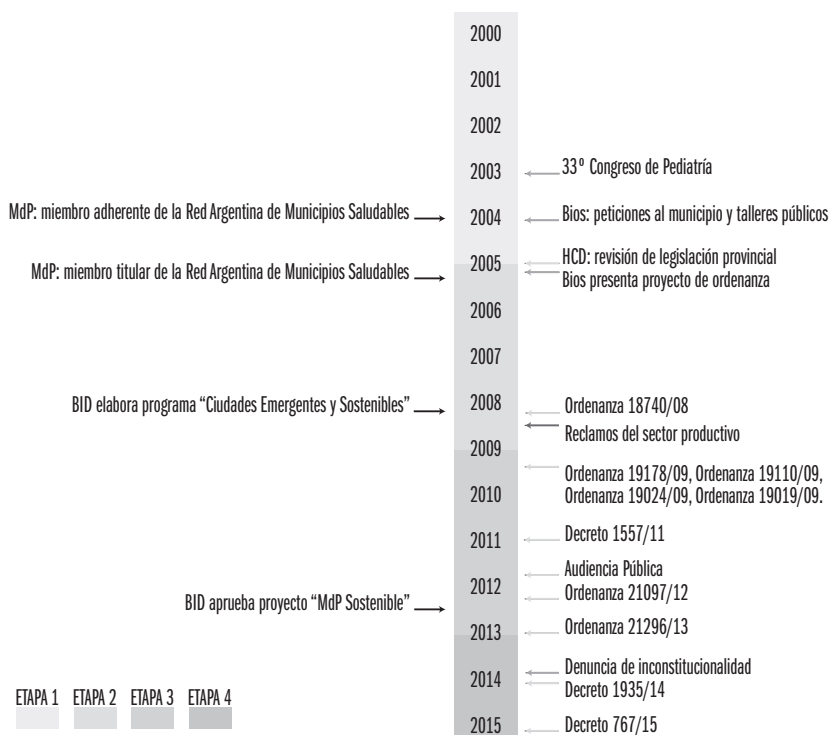 2000
2001
2002
2003
33º Congreso de Pediatría
MdP: miembro adherente de la Red Argentina de Municipios Saludables
2004
Bios: peticiones al municipio y talleres públicos
2005
HCD: revisión de legislación provincial
MdP: miembro titular de la Red Argentina de Municipios Saludables
Bios presenta proyecto de ordenanza
2006
2007
BID elabora programa “Ciudades Emergentes y Sostenibles”
2008
Ordenanza 18740/08
Reclamos del sector productivo
2009
Ordenanza 19178/09, Ordenanza 19110/09,
Ordenanza 19024/09, Ordenanza 19019/09.
2010
2011
Decreto 1557/11
Audiencia Pública
2012
Ordenanza 21097/12
BID aprueba proyecto “MdP Sostenible”
2013
Ordenanza 21296/13
Denuncia de inconstitucionalidad
2014
Decreto 1935/14
ETAPA 1 ETAPA 2 ETAPA 3 ETAPA 4
2015
Decreto 767/15